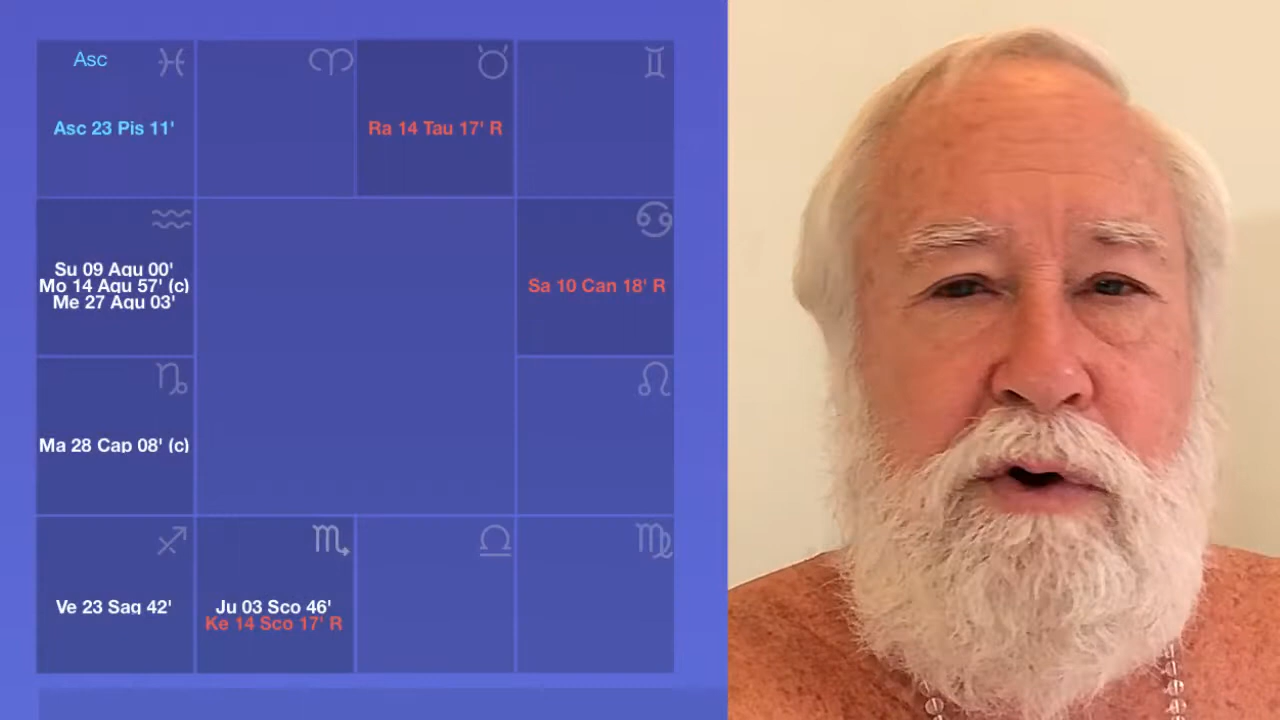 Asc
Asc 23 Pis 11'
Ra 14 Tau 17' R
Su 09 Aqu 00'
Mo 14 Aqu 57' (c)
Me 27 Aqu 03'
Sa 10 Can 18' R
Ma 28 Cap 08' (c)
Ve 23 Sag 42'
Ju 03 Sco 46'
Ke 14 Sco 17' R